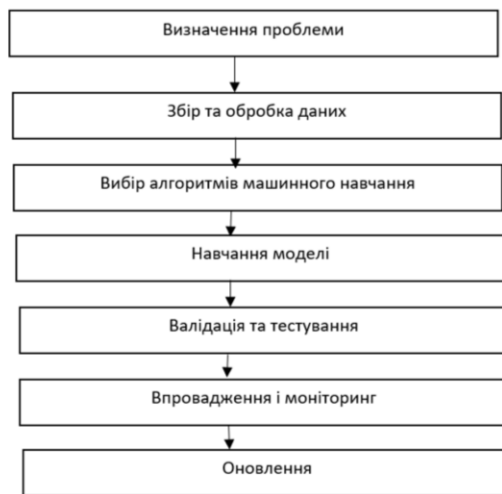 Визначення проблеми
Збір та обробка даних
Вибір алгоритмів машинного навчання
Навчання моделі
Валідація та тестування
Впровадження і моніторинг
Оновлення